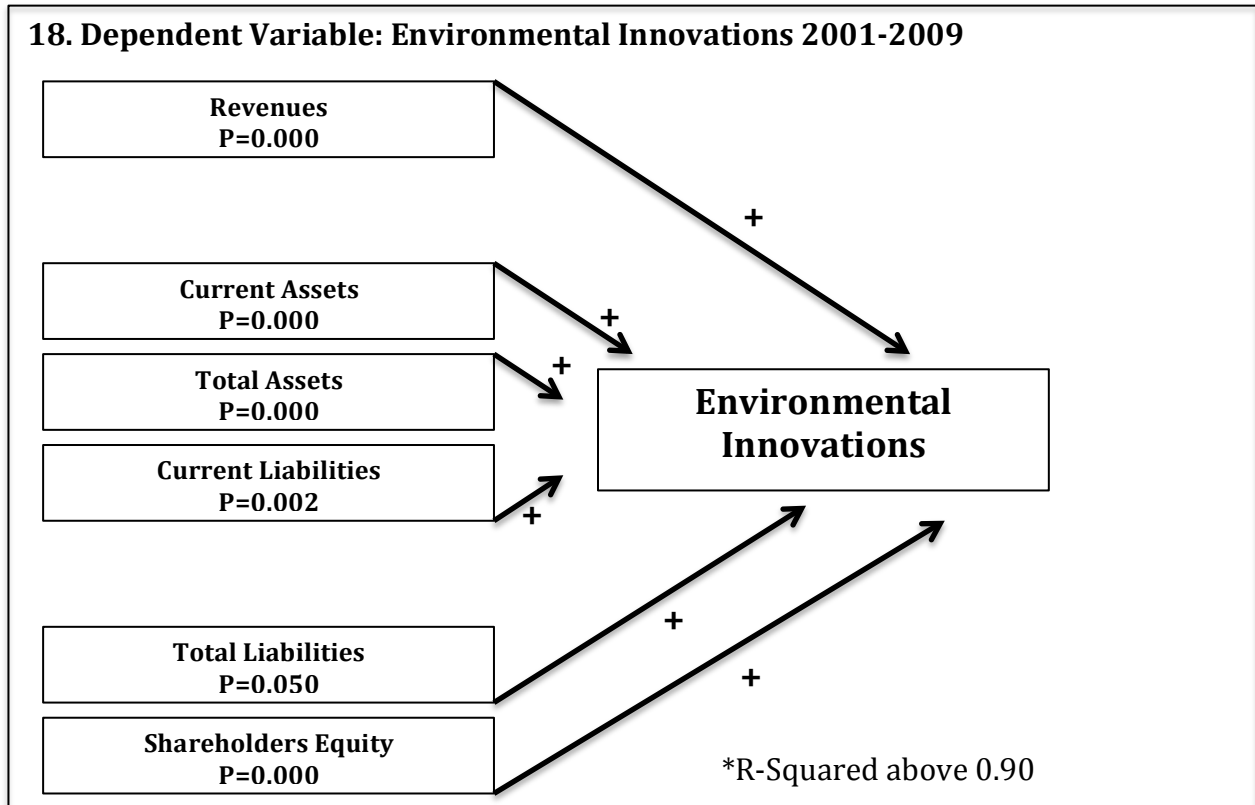 18. Dependent Variable: Environmental Innovations 2001-2009
Revenues
P=0.000
+
Current Assets
P=0.000
+
Total Assets
P=0.000
+
Environmental
Innovations
Current Liabilities
P=0.002
+
Total Liabilities
P=0.050
+
Shareholders Equity
P=0.000
+
*R-Squared above 0.90